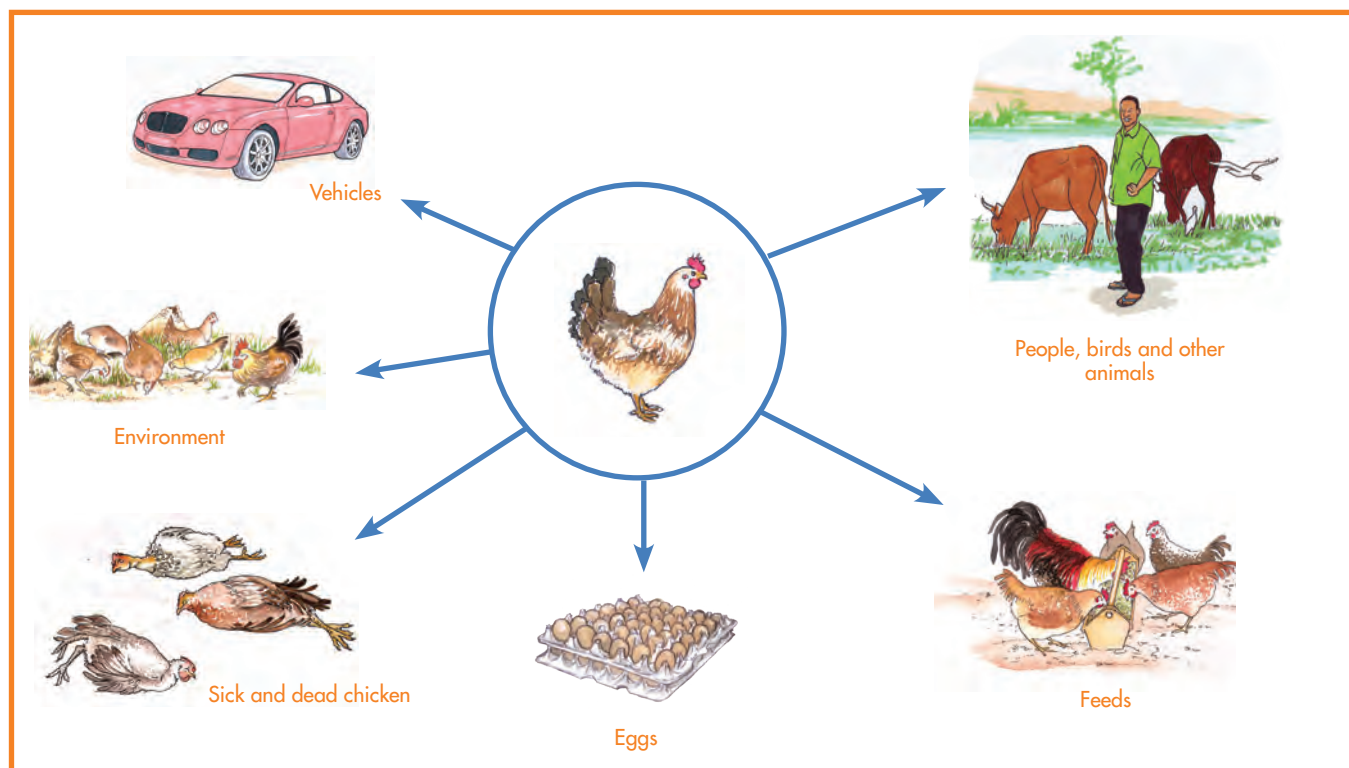 Vehicles
People, birds and other
animals
Environment
Sick and dead chicken
Feeds
Eggs